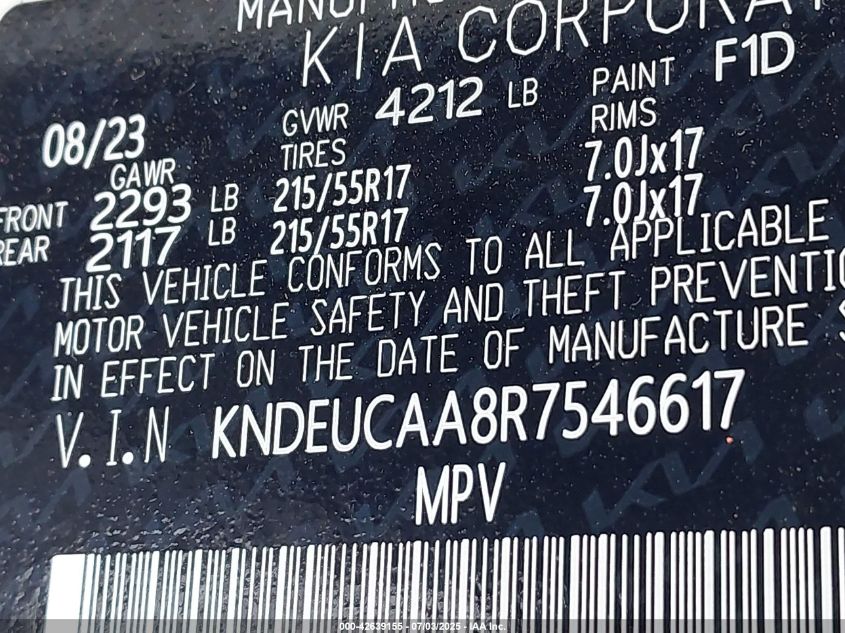 KIA CORPORAT
08/23 GVWR 4212 LB PAINT F1D
GAWR TIRES RIMS
FRONT 2293 LB 215/55R17 7.0Jx17
REAR 2117 LB 215/55R17 7.0Jx17
THIS VEHICLE CONFORMS TO ALL APPLICABLE
MOTOR VEHICLE SAFETY AND THEFT PREVENTIO
IN EFFECT ON THE DATE OF MANUFACTURE S
V.I.N KNDEUCAA8R7546617
MPV
000-42639155 - 07/03/2025 - IAA Inc.